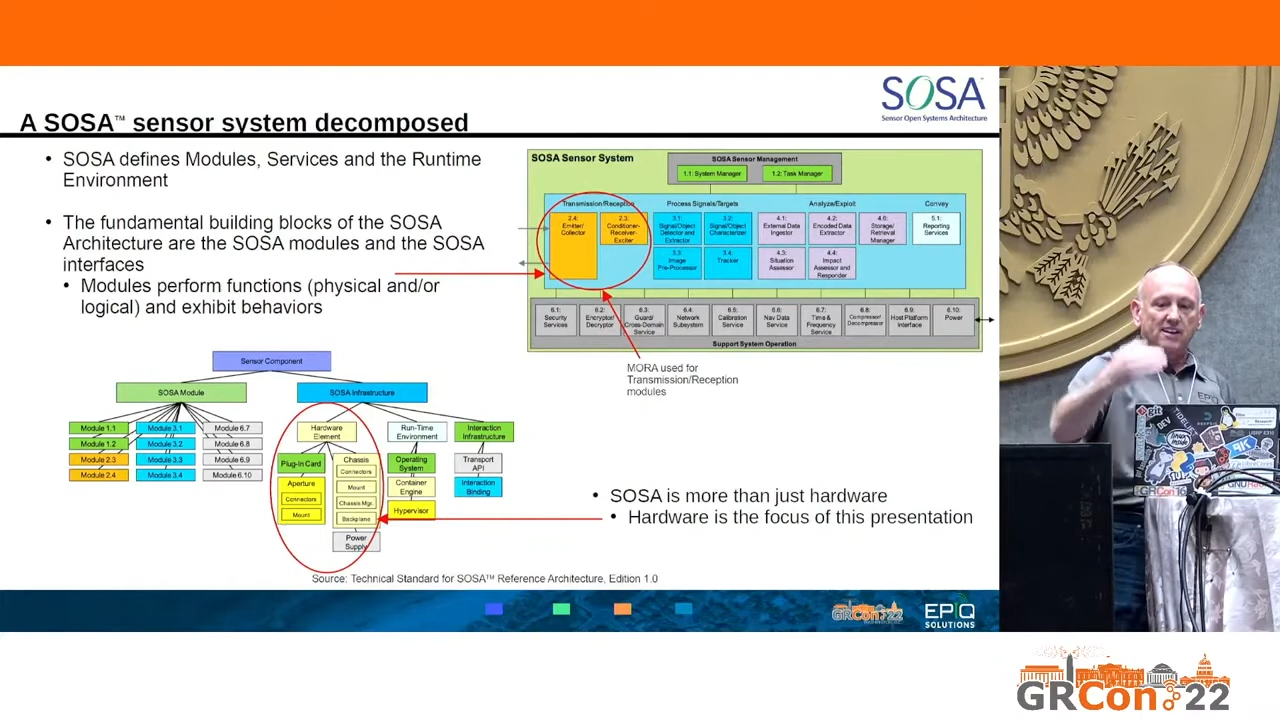 SOSA™
Sensor Open Systems Architecture
A SOSA™ sensor system decomposed
• SOSA defines Modules, Services and the Runtime
Environment
• The fundamental building blocks of the SOSA
Architecture are the SOSA modules and the SOSA
interfaces
• Modules perform functions (physical and/or
logical) and exhibit behaviors
SOSA Sensor System
SOSA Sensor Management
1.1: System Manager
1.2: Task Manager
Transmission/Reception
Process Signals/Targets
Analyze/Exploit
Convey
2.4:
Emitter/
Collector
2.3:
Conditioner-
Receiver-
Exciter
3.1:
Signal/Object
Detector and
Extractor
3.2:
Signal/Object
Characterizer
4.1:
External Data
Ingestor
4.2:
Encoded Data
Extractor
4.6:
Storage/
Retrieval
Manager
5.1:
Reporting
Services
3.3:
Image
Pre-Processor
3.4:
Tracker
4.3:
Situation
Assessor
4.4:
Impact
Assessor and
Responder
6.1:
Security
Services
6.2:
Encryptor/
Decryptor
6.3:
Guard/
Cross-Domain
Service
6.4:
Network
Subsystem
6.5:
Calibration
Service
6.6:
Nav Data
Service
6.7:
Time &
Frequency
Service
6.8:
Compressor/
Decompressor
6.9:
Host Platform
Interface
6.10:
Power
Support System Operation
MORA used for
Transmission/Reception
modules
Sensor Component
SOSA Module
SOSA Infrastructure
Module 1.1
Module 3.1
Module 6.7
Module 1.2
Module 3.2
Module 6.8
Module 2.3
Module 3.3
Module 6.9
Module 2.4
Module 3.4
Module 6.10
Hardware
Element
Run-Time
Environment
Interaction
Infrastructure
Plug-In Card
Aperture
Connectors
Mount
Chassis
Connectors
Mount
Chassis Mgr.
Backplane
Power
Supply
Operating
System
Container
Engine
Hypervisor
Transport
API
Interaction
Binding
• SOSA is more than just hardware
• Hardware is the focus of this presentation
Source: Technical Standard for SOSA™ Reference Architecture, Edition 1.0
GRCon 22
EPIQ
SOLUTIONS
EPIQ
git
GRCon16
GNURad
GRCon 22